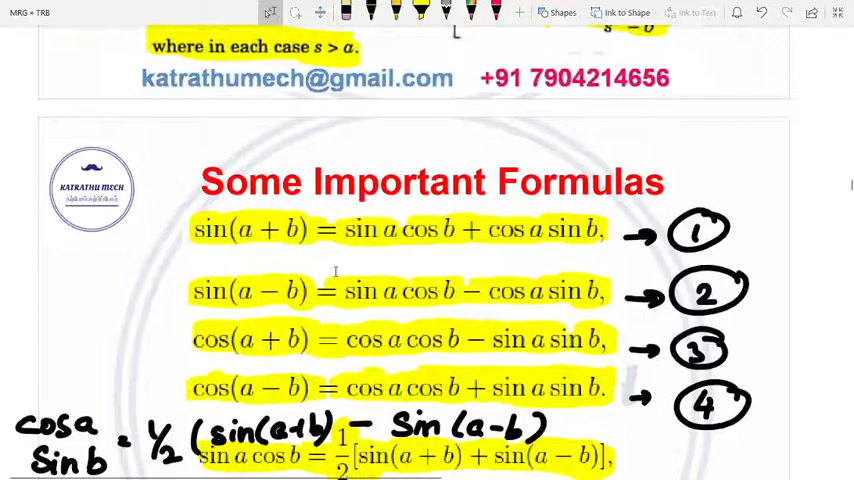 MRG » TRB
Shapes
Ink to Shape
Ink to Text
where in each case s > a.
s² − b²
katrathumech@gmail.com +91 7904214656
KATRATHU MECH
Some Important Formulas
sin(a + b) = sin a cos b + cos a sin b, → 1
sin(a − b) = sin a cos b − cos a sin b, → 2
cos(a + b) = cos a cos b − sin a sin b, → 3
cos(a − b) = cos a cos b + sin a sin b. → 4
cos a sin b = 1/2 (sin(a+b) − sin(a-b)
sin a cos b = 1/2 [sin(a + b) + sin(a − b)],